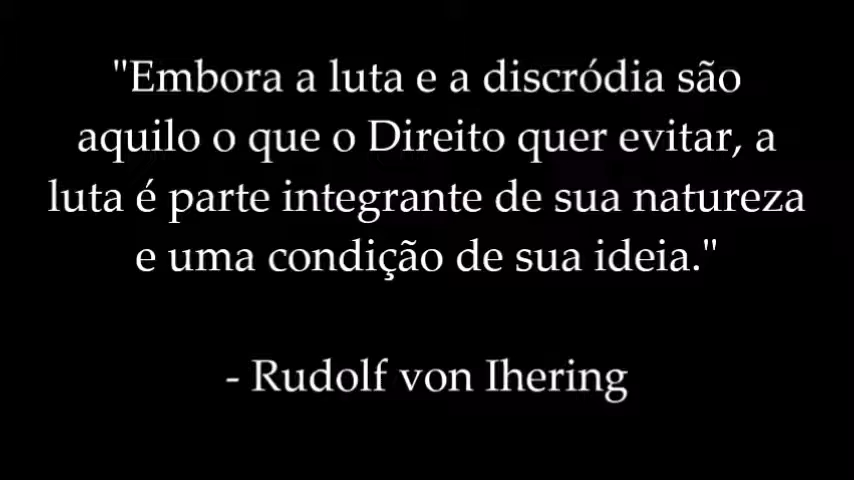 "Embora a luta e a discródia são
aquilo o que o Direito quer evitar, a
luta é parte integrante de sua natureza
e uma condição de sua ideia."
- Rudolf von Ihering